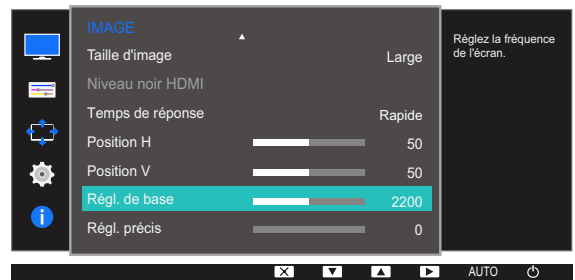 IMAGE
Taille d'image Large
Niveau noir HDMI
Temps de réponse Rapide
Position H 50
Position V 50
Régl. de base 2200
Régl. précis 0
Réglez la fréquence
de l'écran.
AUTO